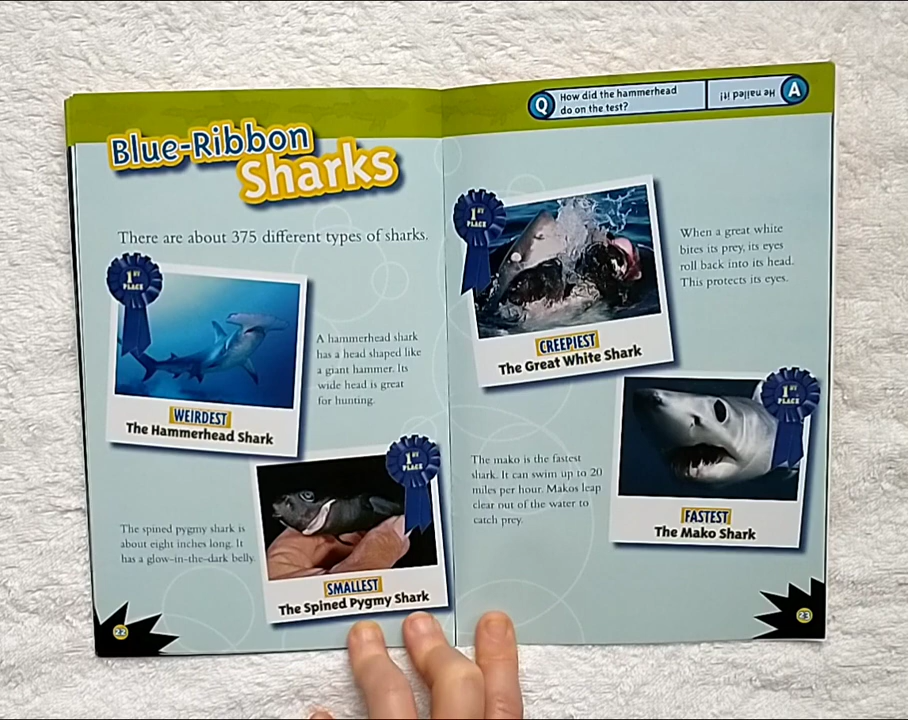 Blue-Ribbon
Sharks
There are about 375 different types of sharks.
1ST
PLACE
WEIRDEST
The Hammerhead Shark
A hammerhead shark
has a head shaped like
a giant hammer. Its
wide head is great
for hunting.
The spined pygmy shark is
about eight inches long. It
has a glow-in-the-dark belly.
1ST
PLACE
SMALLEST
The Spined Pygmy Shark
22
Q
How did the hammerhead
do on the test?
He nailed it!
A
1ST
PLACE
CREEPIEST
The Great White Shark
When a great white
bites its prey, its eyes
roll back into its head.
This protects its eyes.
The mako is the fastest
shark. It can swim up to 20
miles per hour. Makos leap
clear out of the water to
catch prey.
1ST
PLACE
FASTEST
The Mako Shark
23